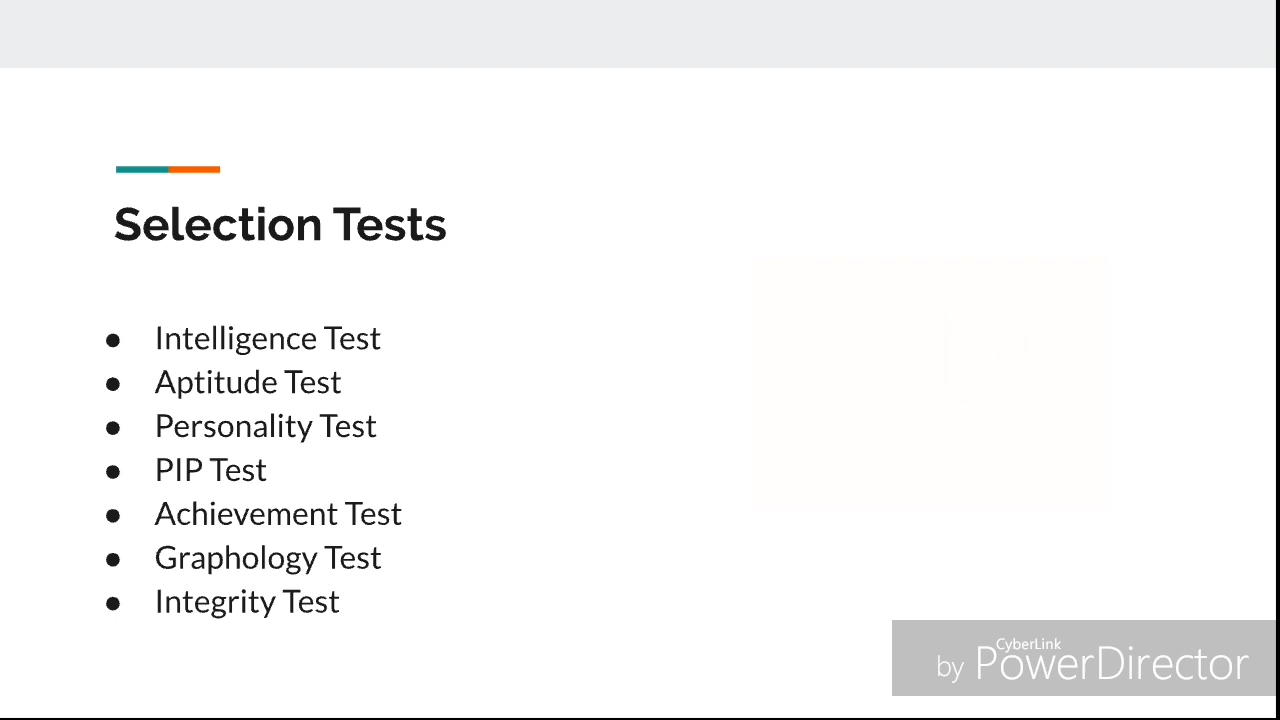 Selection Tests
● Intelligence Test
● Aptitude Test
● Personality Test
● PIP Test
● Achievement Test
● Graphology Test
● Integrity Test
CyberLink
by PowerDirector